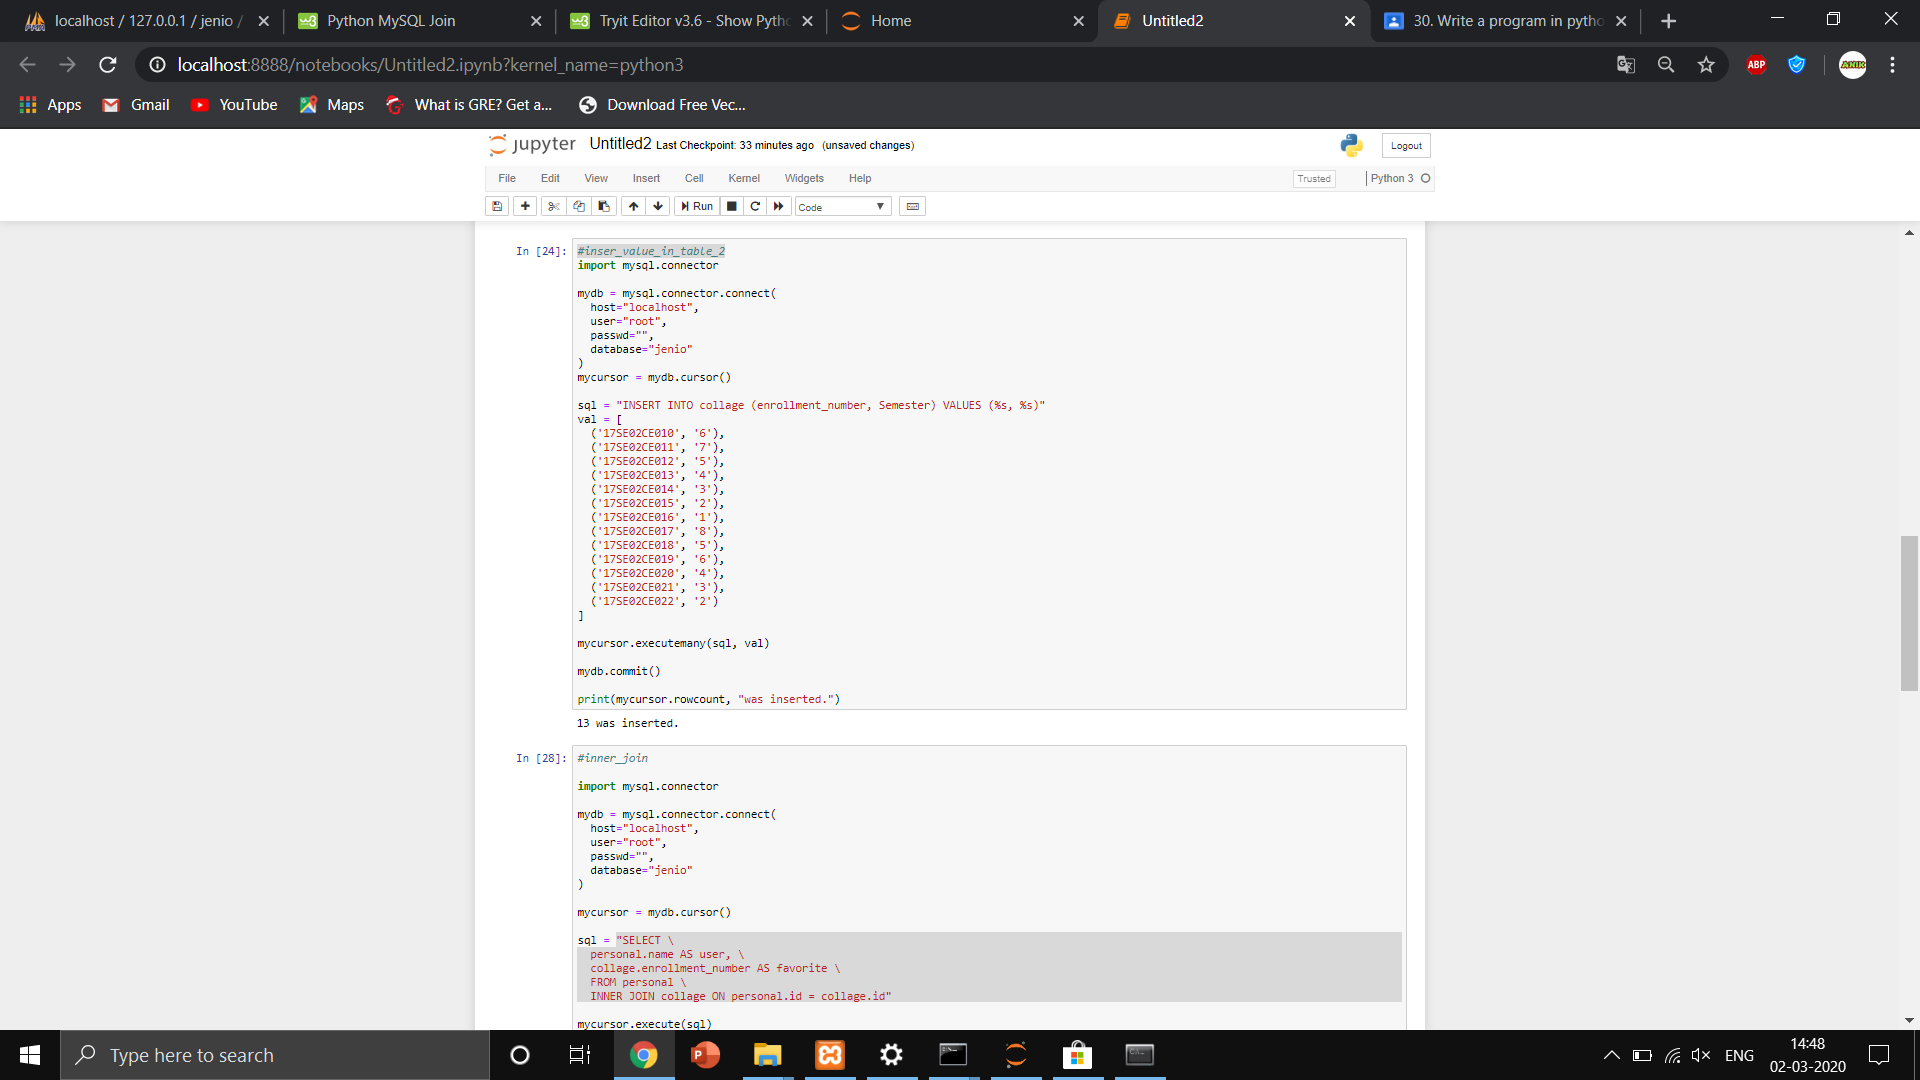 localhost / 127.0.0.1 / jenio /
Python MySQL Join
Tryit Editor v3.6 - Show Pytho
Home
Untitled2
30. Write a program in pytho
localhost:8888/notebooks/Untitled2.ipynb?kernel_name=python3
ABP
Apps
Gmail
YouTube
Maps
What is GRE? Get a...
Download Free Vec...
jupyter
Untitled2 Last Checkpoint: 33 minutes ago (unsaved changes)
Logout
File Edit View Insert Cell Kernel Widgets Help
Trusted
Python 3
Run
Code
In [24]:
#inser_value_in_table_2
import mysql.connector
mydb = mysql.connector.connect(
host="localhost",
user="root",
passwd="",
database="jenio"
)
mycursor = mydb.cursor()
sql = "INSERT INTO collage (enrollment_number, Semester) VALUES (%s, %s)"
val = [
('17SE02CE010', '6'),
('17SE02CE011', '7'),
('17SE02CE012', '5'),
('17SE02CE013', '4'),
('17SE02CE014', '3'),
('17SE02CE015', '2'),
('17SE02CE016', '1'),
('17SE02CE017', '8'),
('17SE02CE018', '5'),
('17SE02CE019', '6'),
('17SE02CE020', '4'),
('17SE02CE021', '3'),
('17SE02CE022', '2')
]
mycursor.executemany(sql, val)
mydb.commit()
print(mycursor.rowcount, "was inserted.")
13 was inserted.
In [28]:
#inner_join
import mysql.connector
mydb = mysql.connector.connect(
host="localhost",
user="root",
passwd="",
database="jenio"
)
mycursor = mydb.cursor()
sql = "SELECT \
personal.name AS user, \
collage.enrollment_number AS favorite \
FROM personal \
INNER JOIN collage ON personal.id = collage.id"
mycursor.execute(sql)
Type here to search
ENG
14:48
02-03-2020